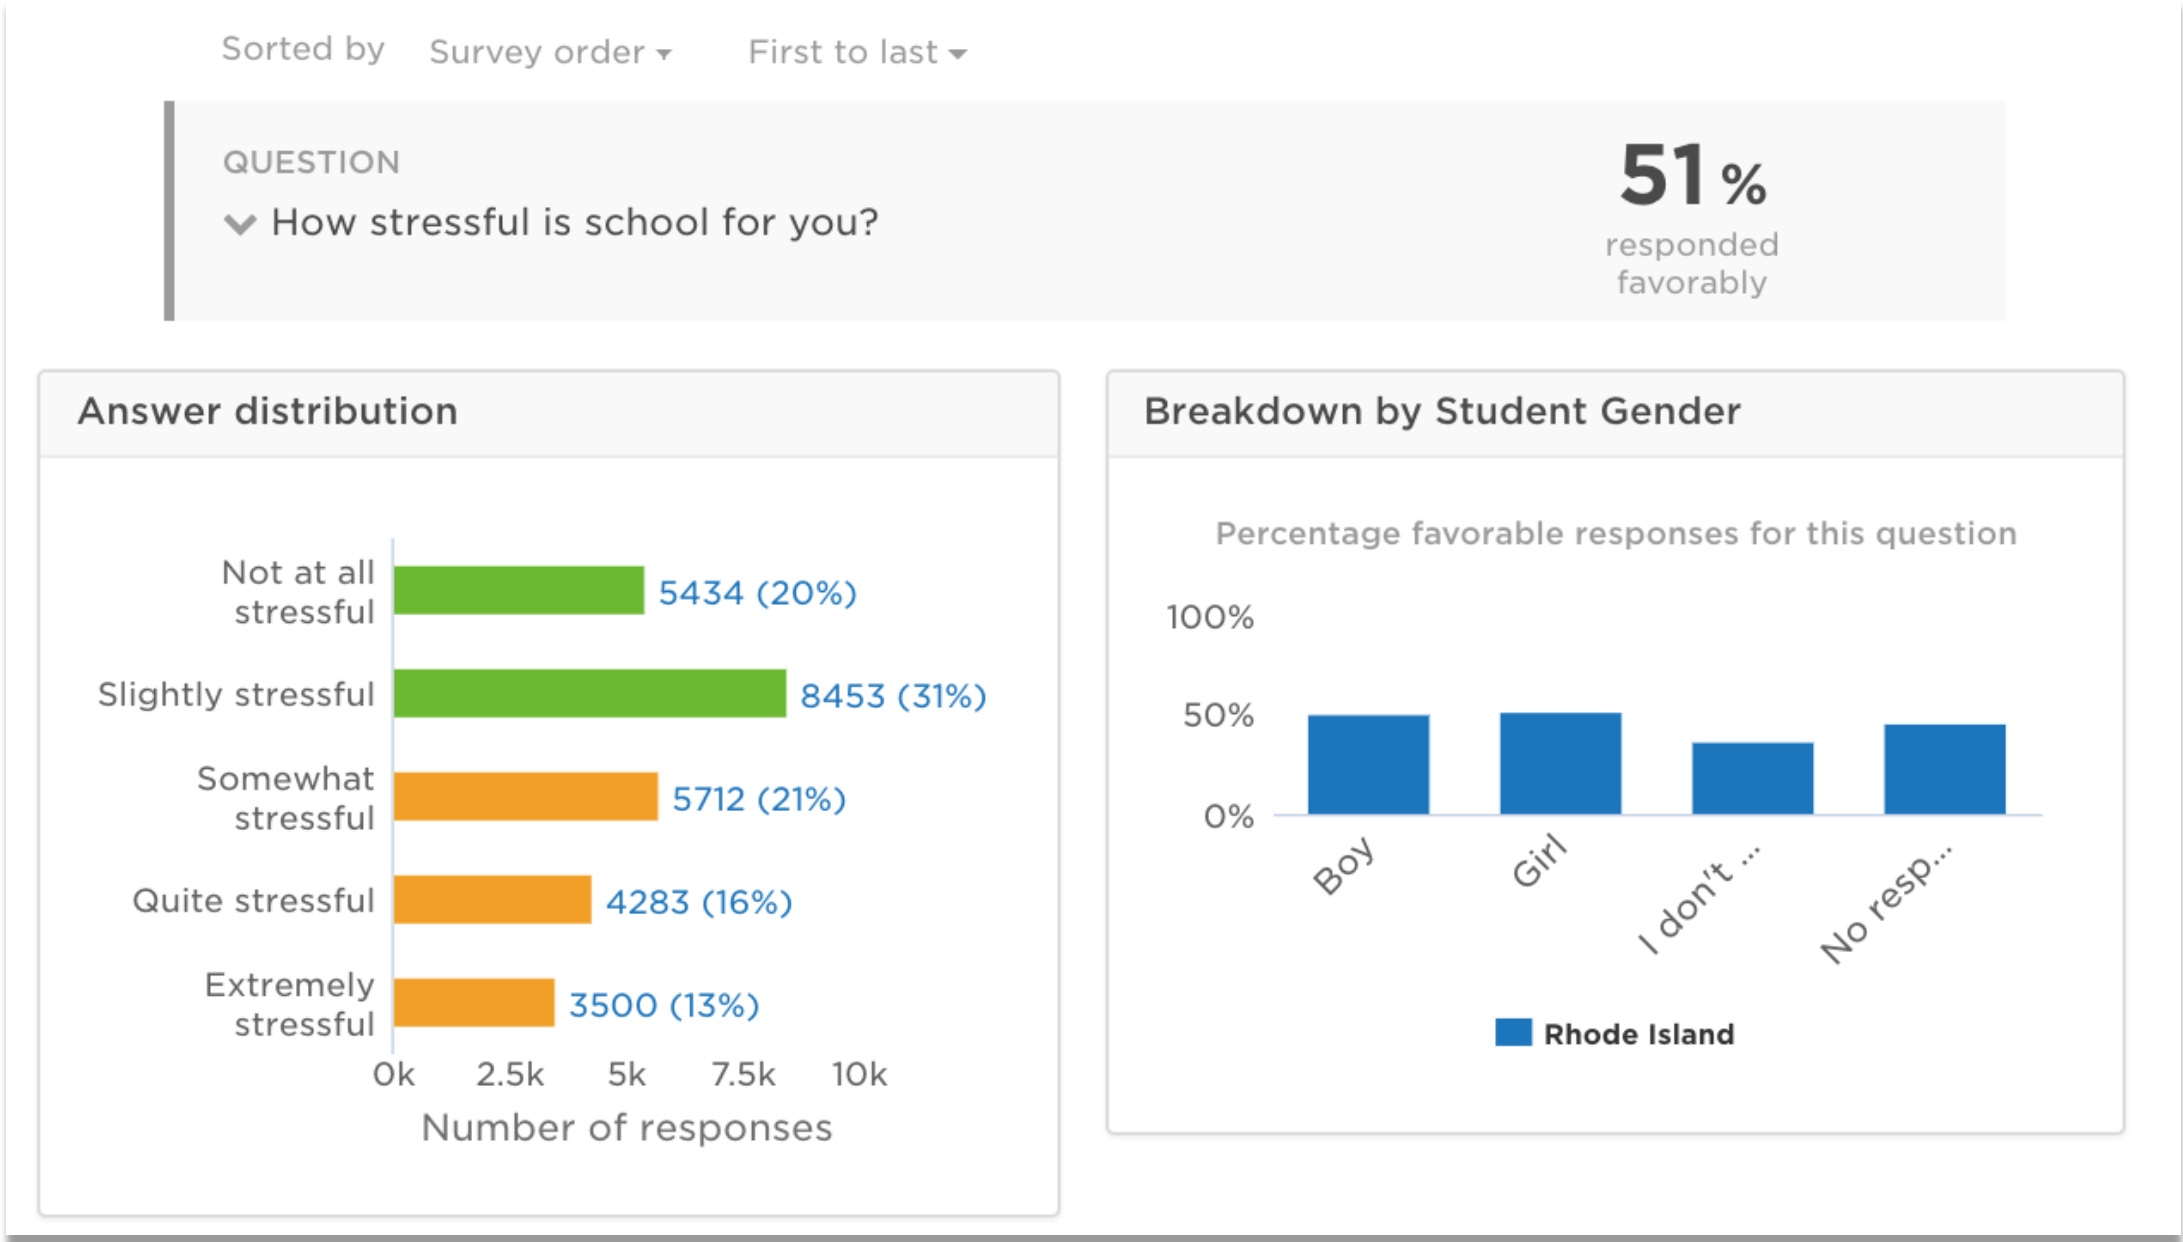 Sorted by Survey order First to last
QUESTION
How stressful is school for you?
51 %
responded
favorably
Answer distribution
Not at all
stressful
5434 (20%)
Slightly stressful
8453 (31%)
Somewhat
stressful
5712 (21%)
Quite stressful
4283 (16%)
Extremely
stressful
3500 (13%)
0k 2.5k 5k 7.5k 10k
Number of responses
Breakdown by Student Gender
Percentage favorable responses for this question
100%
50%
0%
Boy
Girl
I don't ...
No resp...
Rhode Island